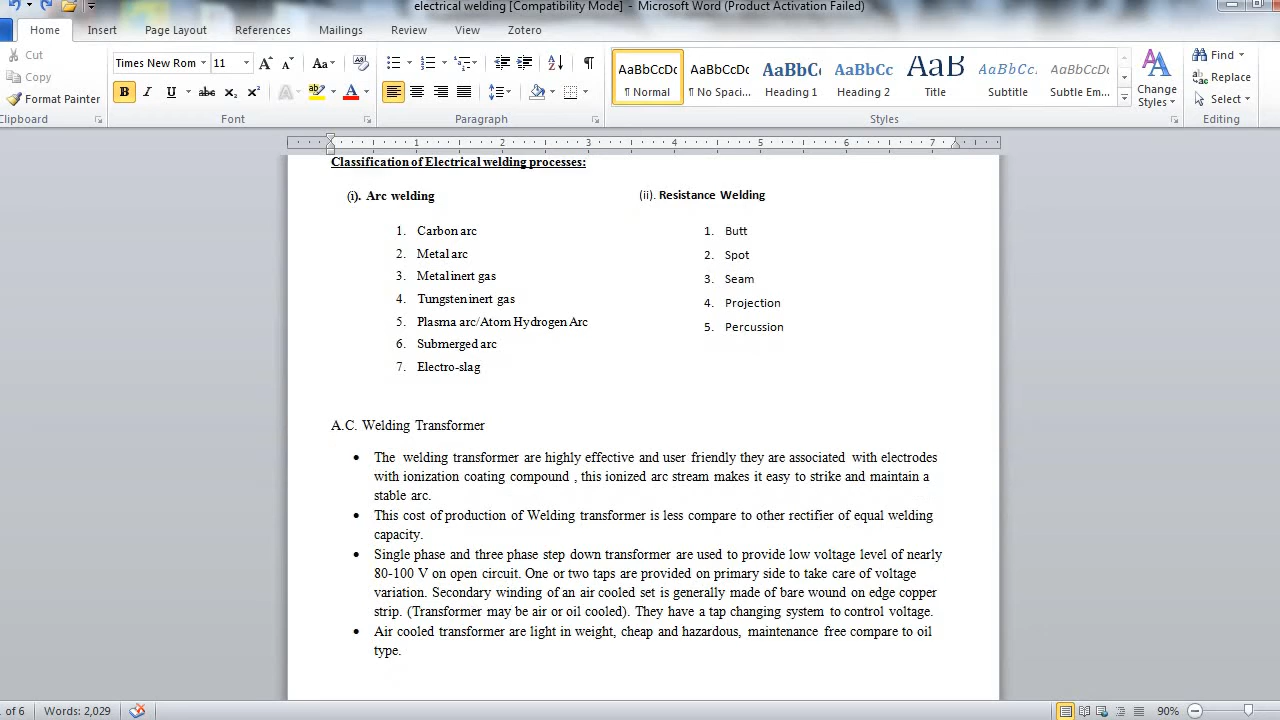 electrical welding [Compatibility Mode] - Microsoft Word (Product Activation Failed)
Home Insert Page Layout References Mailings Review View Zotero
Cut
Copy
Format Painter
Clipboard
Times New Rom 11
Font
Paragraph
AaBbCcDc AaBbCcDc AaBbC AaBbCc AaB AaBbCc. AaBbCcDc
¶ Normal ¶ No Spaci... Heading 1 Heading 2 Title Subtitle Subtle Em...
Change
Styles
Styles
Find
Replace
Select
Editing
1 2 3 4 5 6 7
Classification of Electrical welding processes:
(i). Arc welding
1. Carbon arc
2. Metal arc
3. Metal inert gas
4. Tungsten inert gas
5. Plasma arc/Atom Hydrogen Arc
6. Submerged arc
7. Electro-slag
(ii). Resistance Welding
1. Butt
2. Spot
3. Seam
4. Projection
5. Percussion
A.C. Welding Transformer
• The welding transformer are highly effective and user friendly they are associated with electrodes
with ionization coating compound , this ionized arc stream makes it easy to strike and maintain a
stable arc.
• This cost of production of Welding transformer is less compare to other rectifier of equal welding
capacity.
• Single phase and three phase step down transformer are used to provide low voltage level of nearly
80-100 V on open circuit. One or two taps are provided on primary side to take care of voltage
variation. Secondary winding of an air cooled set is generally made of bare wound on edge copper
strip. (Transformer may be air or oil cooled). They have a tap changing system to control voltage.
• Air cooled transformer are light in weight, cheap and hazardous, maintenance free compare to oil
type.
of 6 Words: 2,029 90%